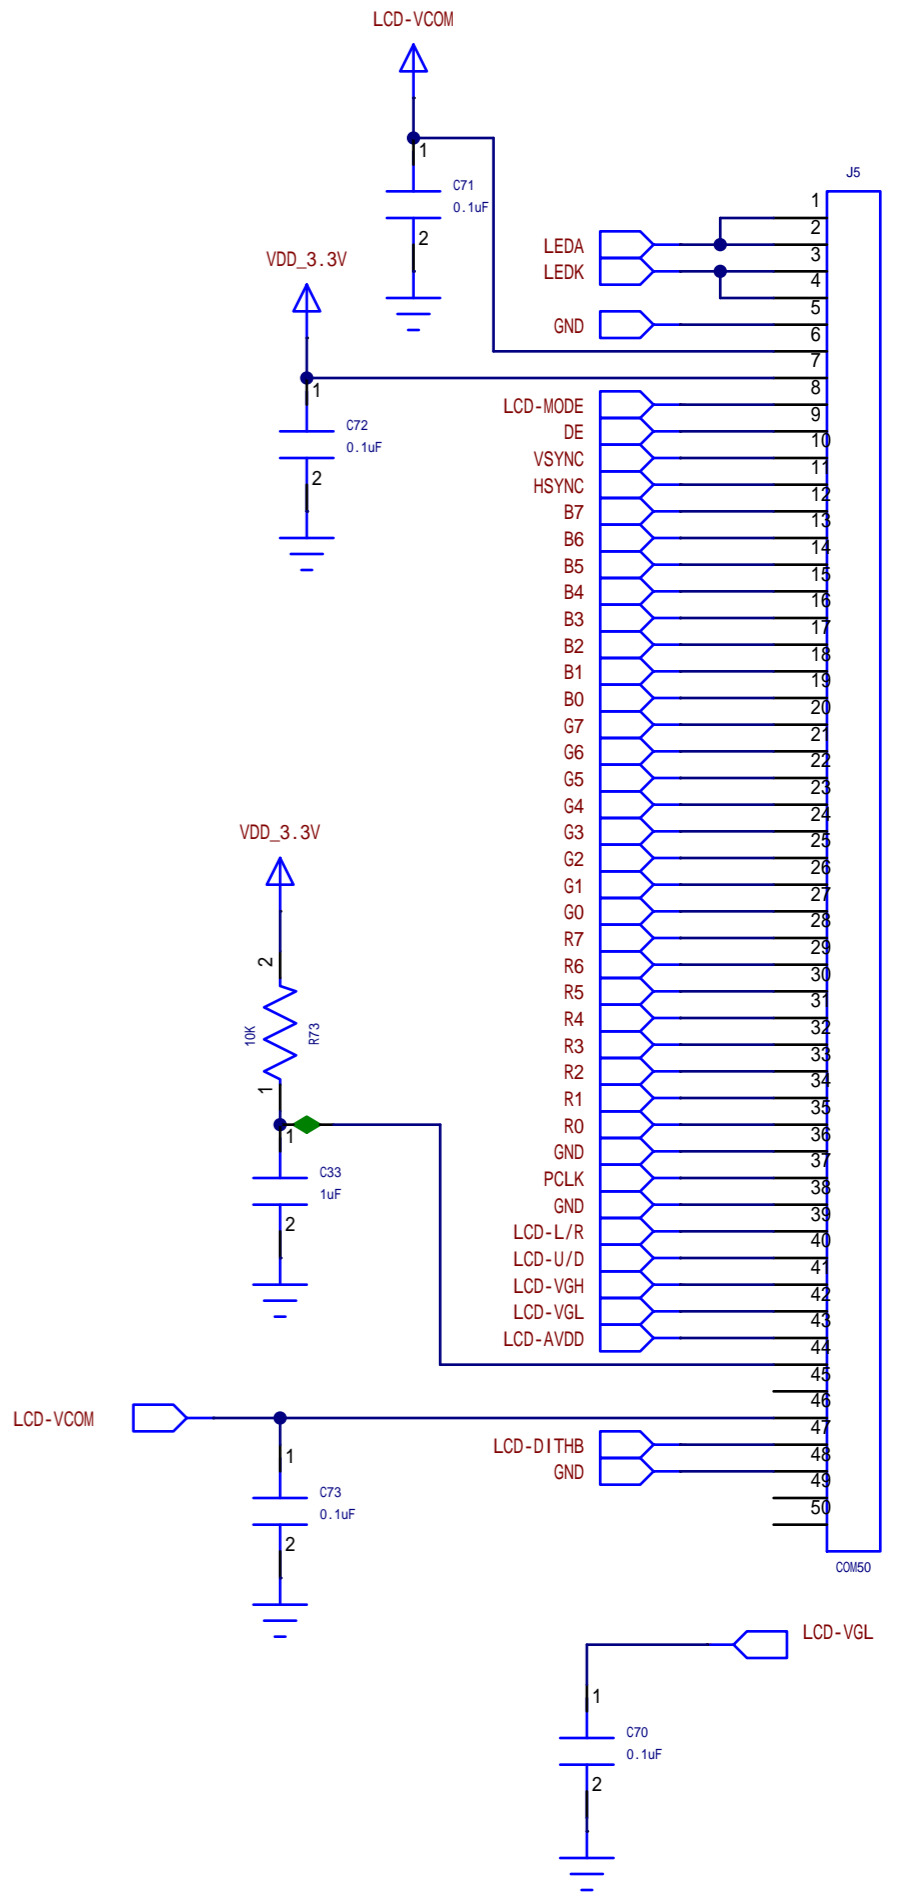 LCD-VCOM
1
C71
0.1uF
2
VDD_3.3V
1
C72
0.1uF
2
J5
1
2
LEDA
3
LEDK
4
5
GND
6
7
8
LCD-MODE
9
DE
10
VSYNC
11
HSYNC
12
B7
13
B6
14
B5
15
B4
16
B3
17
B2
18
B1
19
B0
20
G7
21
G6
22
G5
23
G4
24
G3
25
G2
26
G1
27
G0
28
R7
29
R6
30
R5
31
R4
32
R3
33
R2
34
R1
35
R0
36
GND
37
PCLK
38
GND
39
LCD-L/R
40
LCD-U/D
41
LCD-VGH
42
LCD-VGL
43
LCD-AVDD
44
45
46
47
LCD-DITHB
48
GND
49
50
COM50
VDD_3.3V
2
10K
R73
1
1
C33
1uF
2
LCD-VCOM
1
C73
0.1uF
2
LCD-VGL
1
C70
0.1uF
2